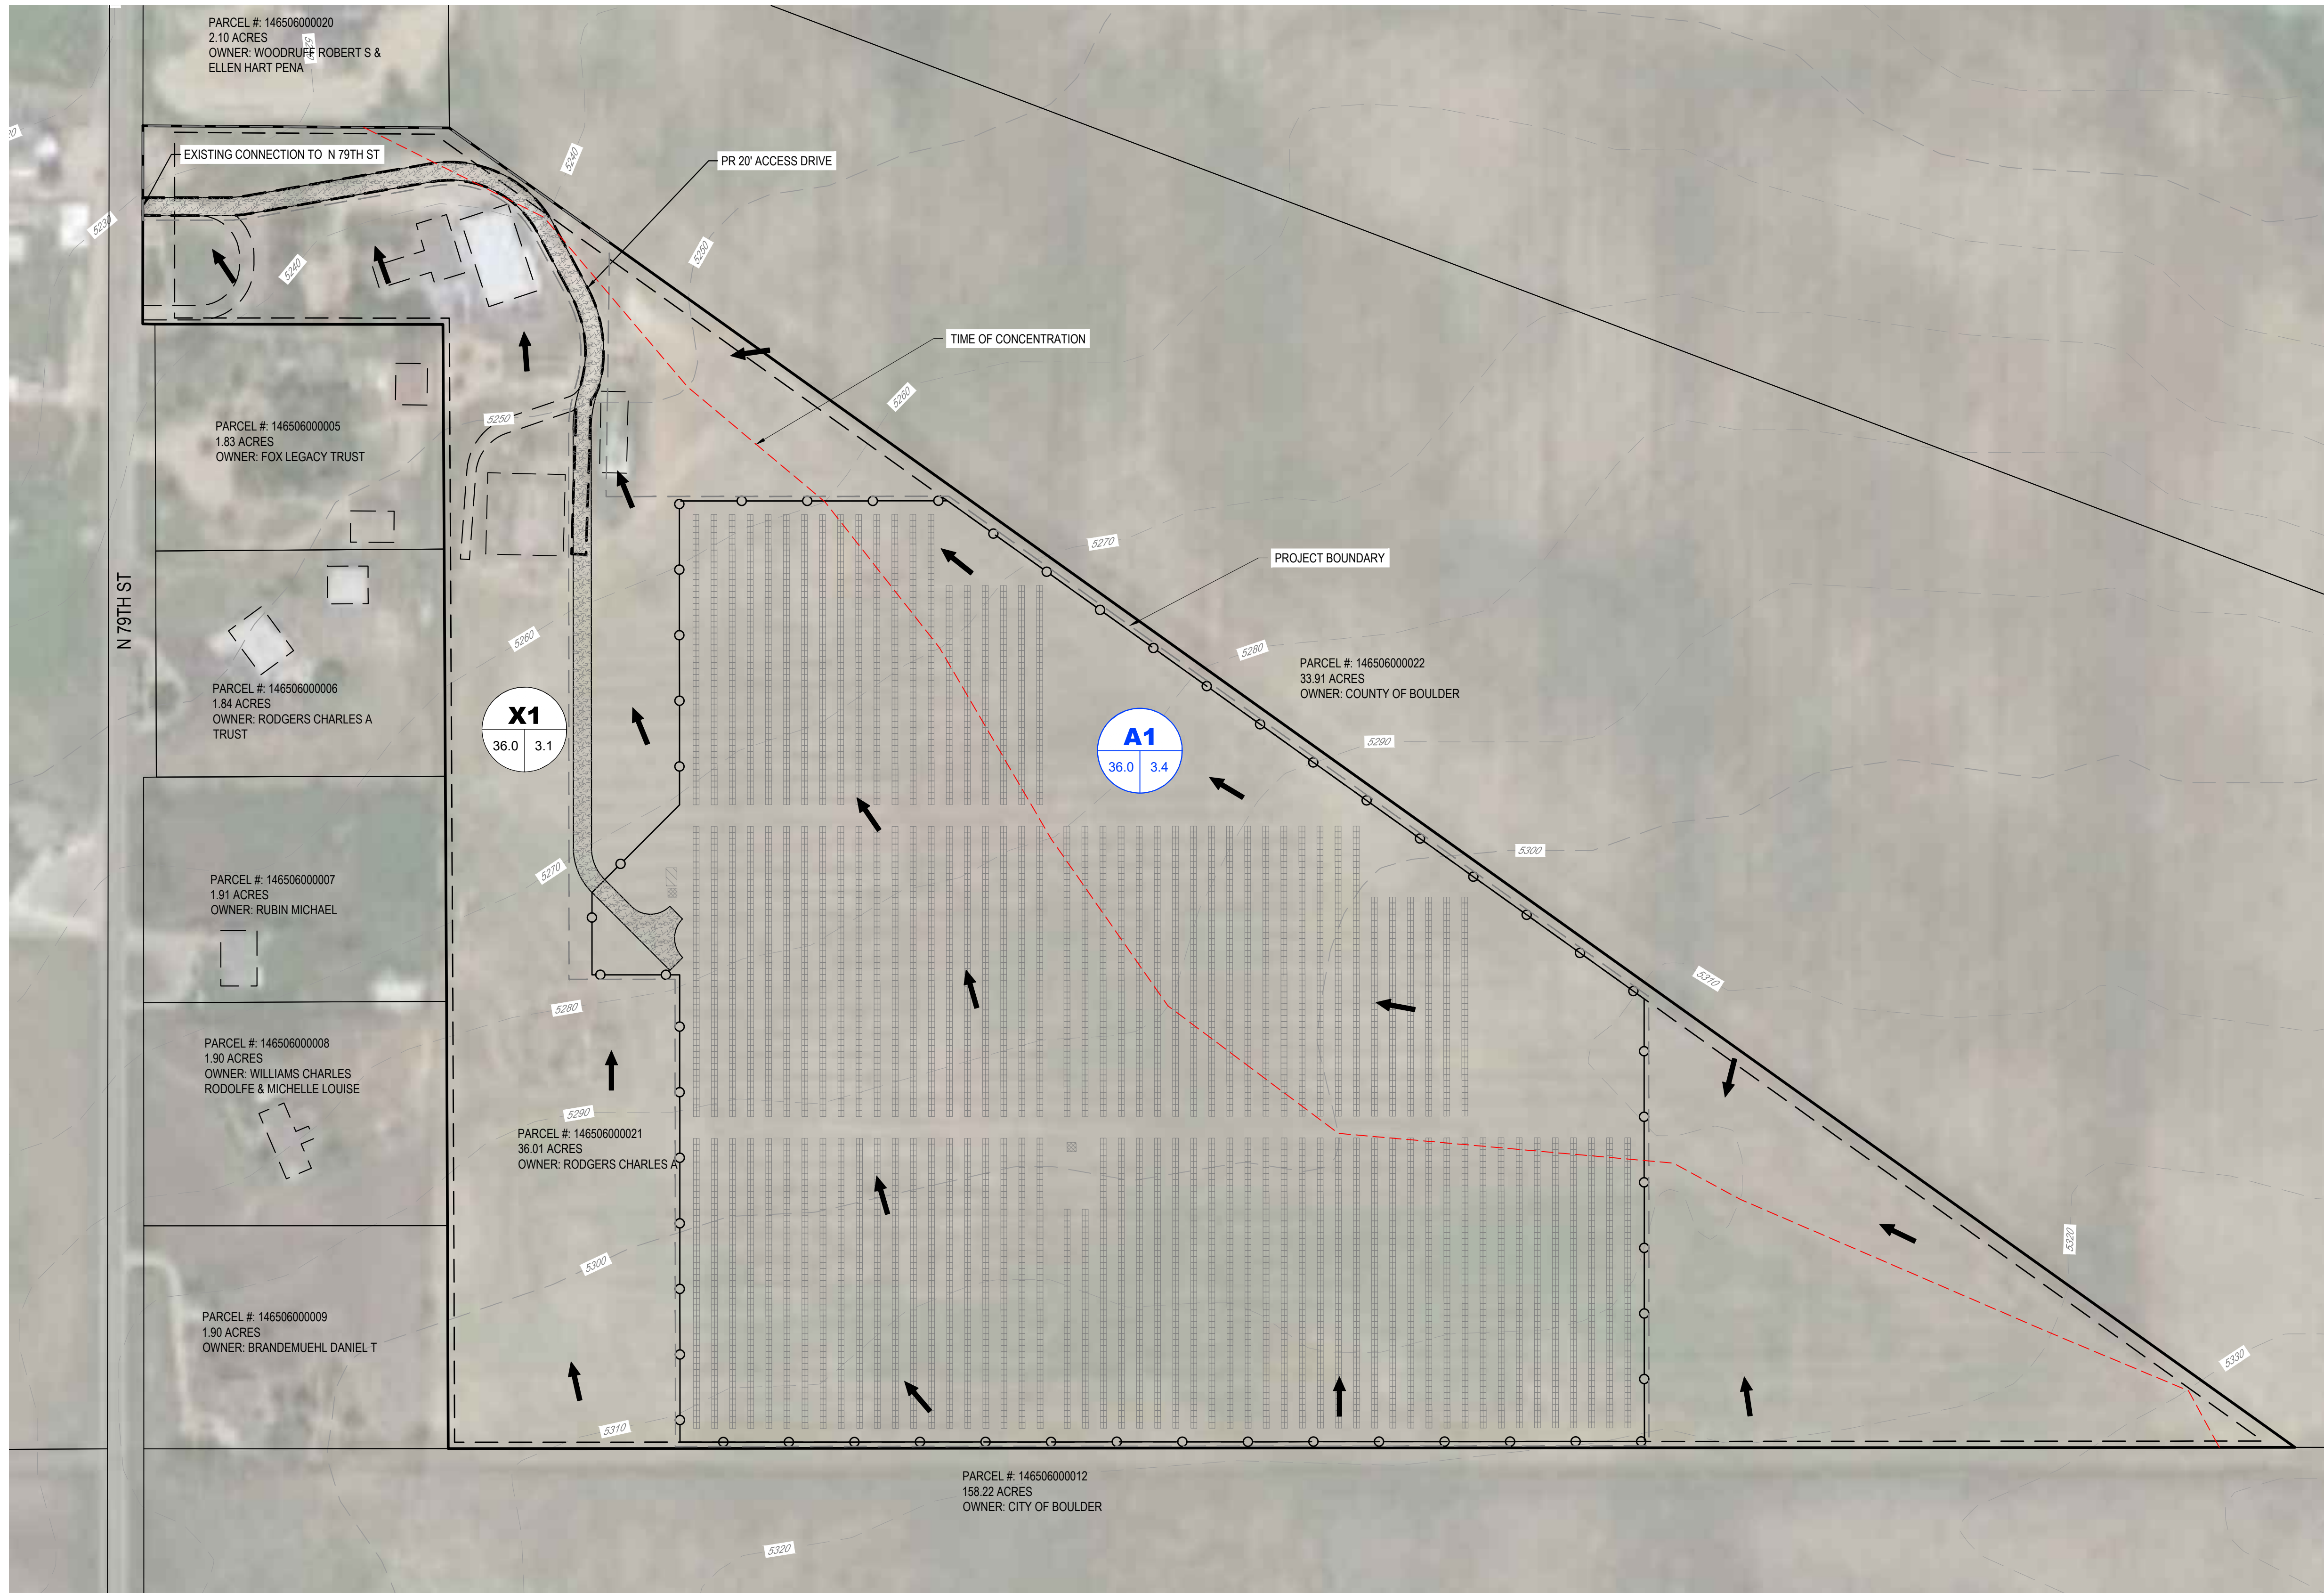 PARCEL #: 146506000020
2.10 ACRES
OWNER: WOODRUFF ROBERT S &
ELLEN HART PENA
EXISTING CONNECTION TO N 79TH ST
PR 20' ACCESS DRIVE
5240
5230
5240
5250
TIME OF CONCENTRATION
5260
5250
PARCEL #: 146506000005
1.83 ACRES
OWNER: FOX LEGACY TRUST
5270
PROJECT BOUNDARY
N 79TH ST
5260
5280
PARCEL #: 146506000022
33.91 ACRES
OWNER: COUNTY OF BOULDER
PARCEL #: 146506000006
1.84 ACRES
OWNER: RODGERS CHARLES A
TRUST
X1
36.0 3.1
A1
36.0 3.4
5290
5300
5270
PARCEL #: 146506000007
1.91 ACRES
OWNER: RUBIN MICHAEL
5310
5280
PARCEL #: 146506000008
1.90 ACRES
OWNER: WILLIAMS CHARLES
RODOLFE & MICHELLE LOUISE
5290
PARCEL #: 146506000021
36.01 ACRES
OWNER: RODGERS CHARLES A
5320
5300
PARCEL #: 146506000009
1.90 ACRES
OWNER: BRANDEMUEHL DANIEL T
5330
5310
PARCEL #: 146506000012
158.22 ACRES
OWNER: CITY OF BOULDER
5320